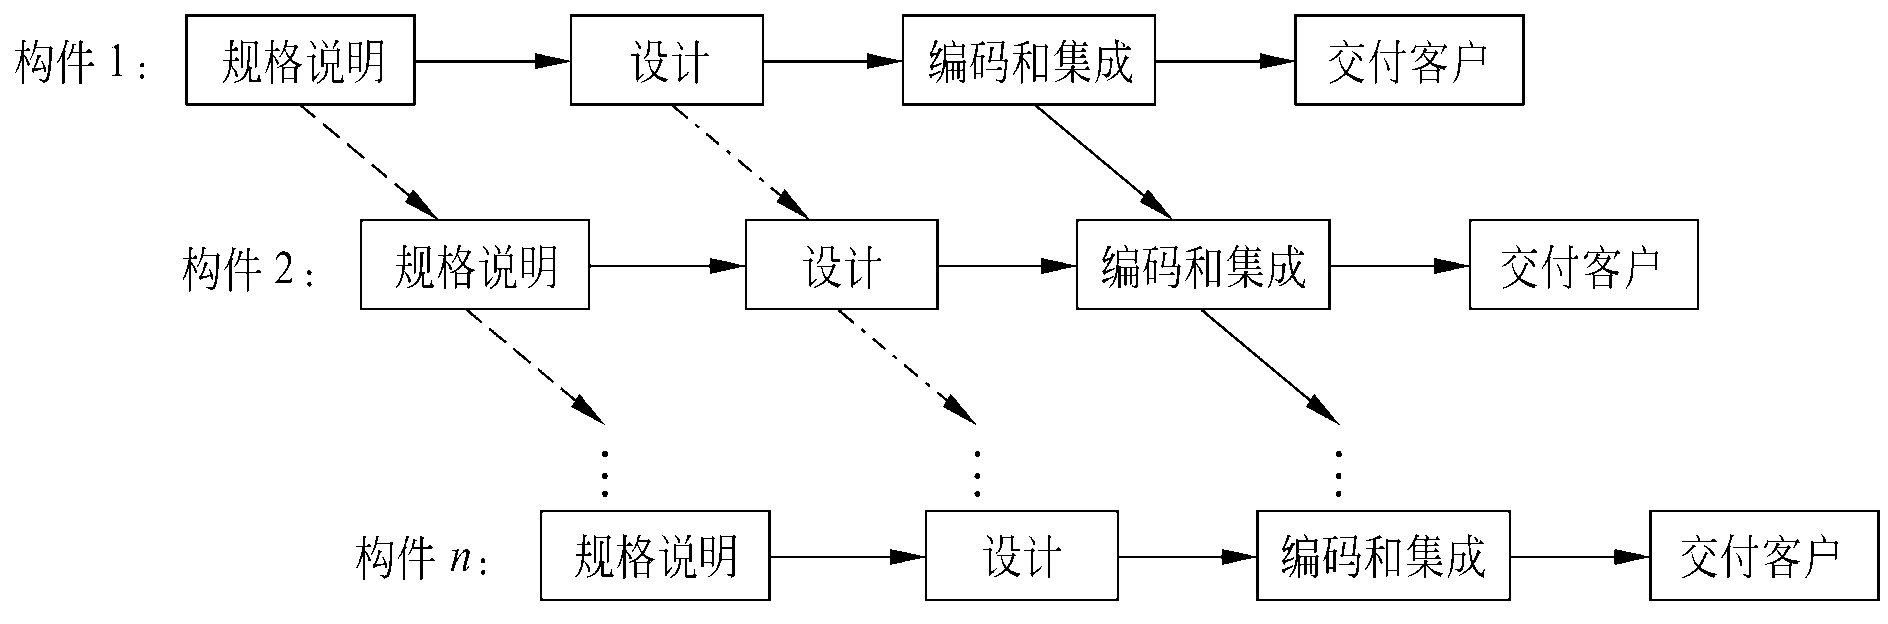 构件 1： 规格说明 设计 编码和集成 交付客户
构件 2： 规格说明 设计 编码和集成 交付客户
构件 n： 规格说明 设计 编码和集成 交付客户